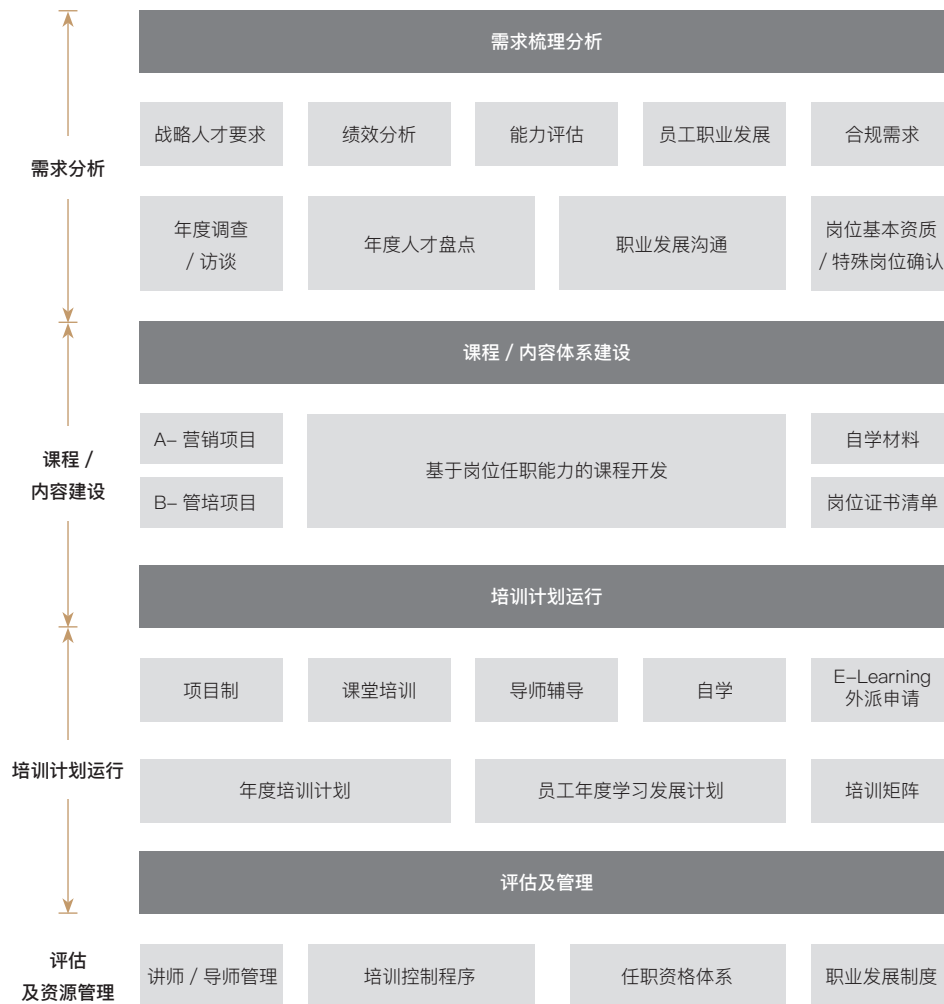 需求梳理分析
战略人才要求
绩效分析
能力评估
员工职业发展
合规需求
需求分析
年度调查
/ 访谈
年度人才盘点
职业发展沟通
岗位基本资质
/ 特殊岗位确认
课程 / 内容体系建设
A– 营销项目
B– 管培项目
基于岗位任职能力的课程开发
自学材料
岗位证书清单
课程 /
内容建设
培训计划运行
项目制
课堂培训
导师辅导
自学
E–Learning
外派申请
培训计划运行
年度培训计划
员工年度学习发展计划
培训矩阵
评估及管理
评估
及资源管理
讲师 / 导师管理
培训控制程序
任职资格体系
职业发展制度